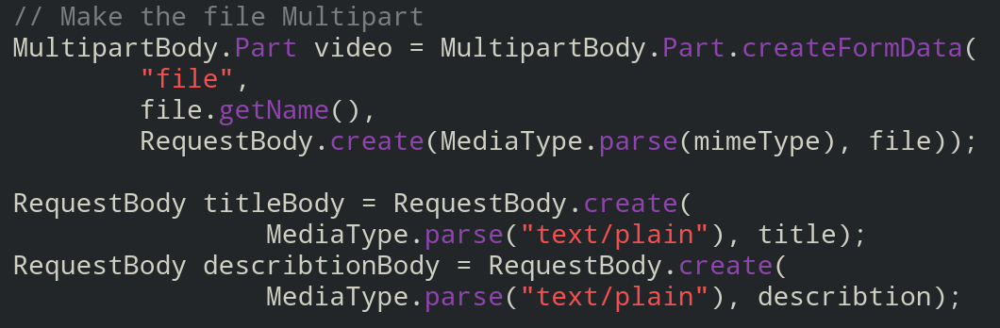 // Make the file Multipart
MultipartBody.Part video = MultipartBody.Part.createFormData(
"file",
file.getName(),
RequestBody.create(MediaType.parse(mimeType), file));
RequestBody titleBody = RequestBody.create(
MediaType.parse("text/plain"), title);
RequestBody describtionBody = RequestBody.create(
MediaType.parse("text/plain"), describtion);